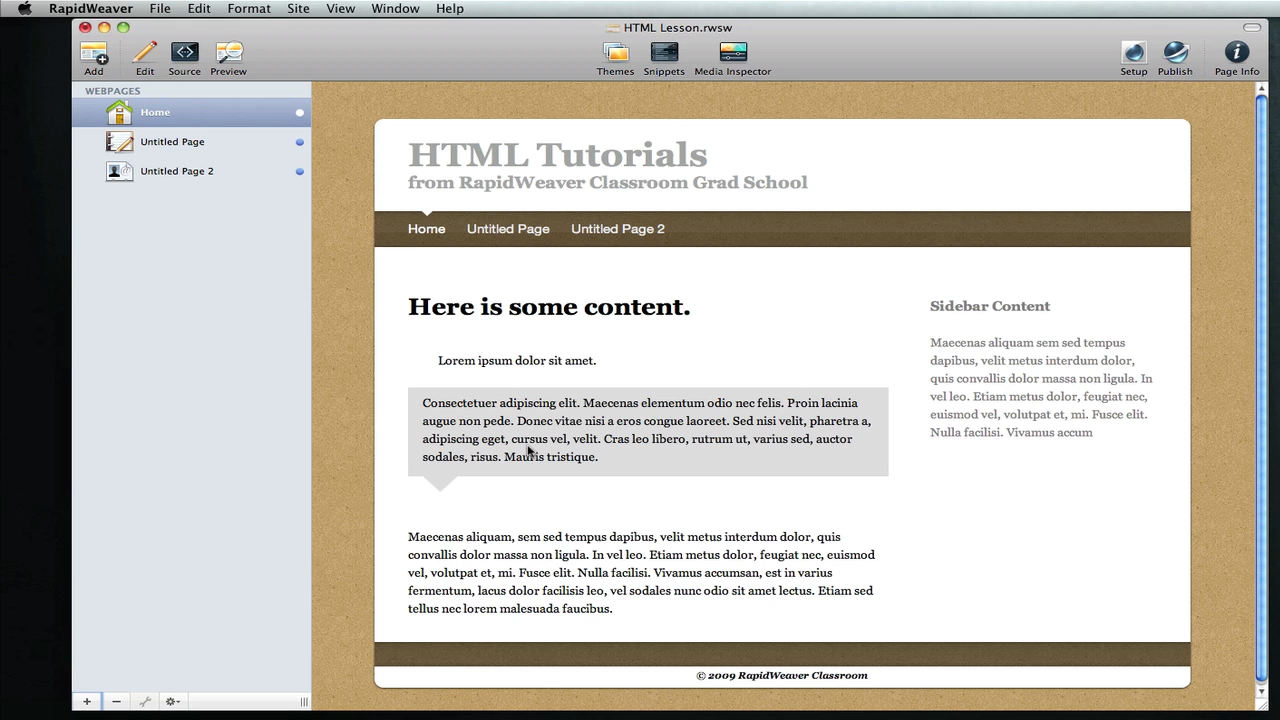 RapidWeaver File Edit Format Site View Window Help
HTML Lesson.rwsw
Add Edit Source Preview Themes Snippets Media Inspector Setup Publish Page Info
WEBPAGES
Home
Untitled Page
Untitled Page 2
HTML Tutorials
from RapidWeaver Classroom Grad School
Home Untitled Page Untitled Page 2
Here is some content.
Lorem ipsum dolor sit amet.
Consectetuer adipiscing elit. Maecenas elementum odio nec felis. Proin lacinia
augue non pede. Donec vitae nisi a eros congue laoreet. Sed nisi velit, pharetra a,
adipiscing eget, cursus vel, velit. Cras leo libero, rutrum ut, varius sed, auctor
sodales, risus. Mauris tristique.
Maecenas aliquam, sem sed tempus dapibus, velit metus interdum dolor, quis
convallis dolor massa non ligula. In vel leo. Etiam metus dolor, feugiat nec, euismod
vel, volutpat et, mi. Fusce elit. Nulla facilisi. Vivamus accumsan, est in varius
fermentum, lacus dolor facilisis leo, vel sodales nunc odio sit amet lectus. Etiam sed
tellus nec lorem malesuada faucibus.
Sidebar Content
Maecenas aliquam sem sed tempus
dapibus, velit metus interdum dolor,
quis convallis dolor massa non ligula. In
vel leo. Etiam metus dolor, feugiat nec,
euismod vel, volutpat et, mi. Fusce elit.
Nulla facilisi. Vivamus accum
© 2009 RapidWeaver Classroom